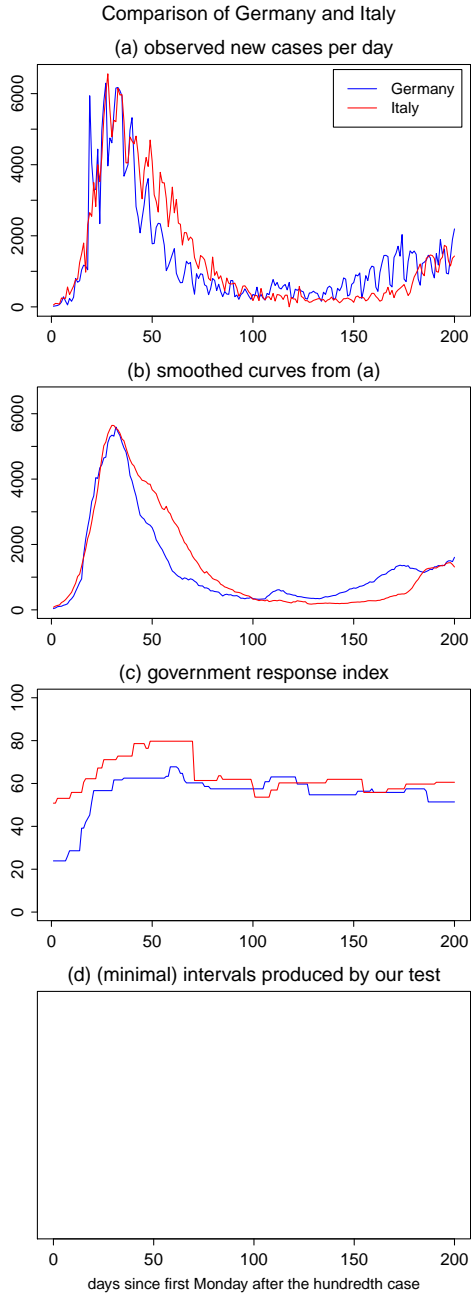 Comparison of Germany and Italy
(a) observed new cases per day
Germany
Italy
0 2000 4000 6000
0 50 100 150 200
(b) smoothed curves from (a)
0 2000 4000 6000
0 50 100 150 200
(c) government response index
0 20 40 60 80 100
0 50 100 150 200
(d) (minimal) intervals produced by our test
0 50 100 150 200
days since first Monday after the hundredth case